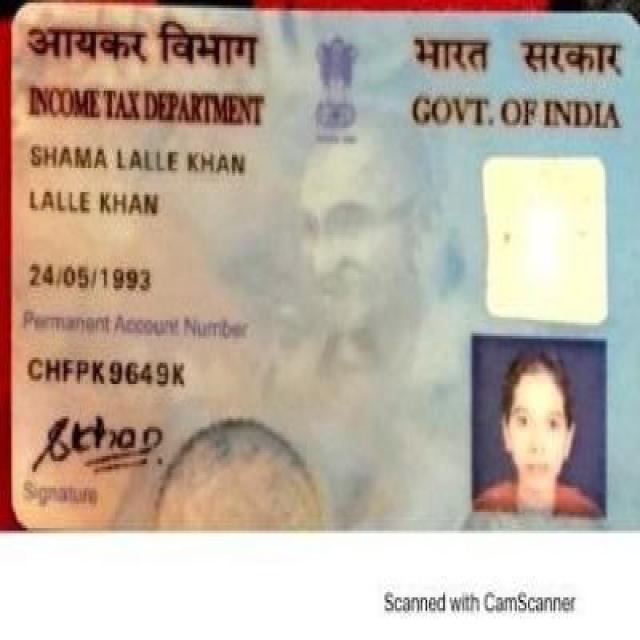 आयकर विभाग
भारत सरकार
INCOME TAX DEPARTMENT
GOVT. OF INDIA
SHAMA LALLE KHAN
LALLE KHAN
24/05/1993
Permanent Account Number
CHFPK9649K
SKhan
Signature
Scanned with CamScanner